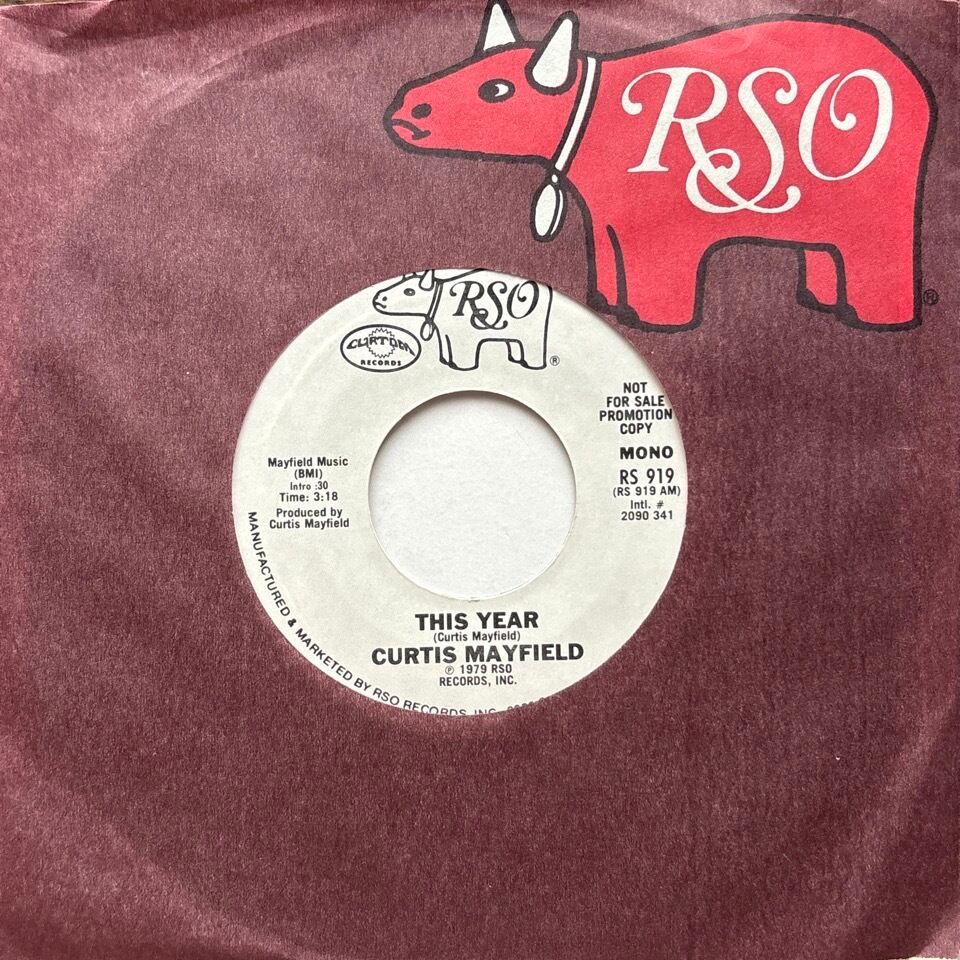 RSO
®
RSO
®
CURTOM
RECORDS
NOT
FOR SALE
PROMOTION
COPY
MONO
RS 919
(RS 919 AM)
Intl. #
2090 341
Mayfield Music
(BMI)
Intro :30
Time: 3:18
Produced by
Curtis Mayfield
THIS YEAR
(Curtis Mayfield)
CURTIS MAYFIELD
℗ 1979 RSO
RECORDS, INC.
MANUFACTURED & MARKETED BY RSO RECORDS, INC.